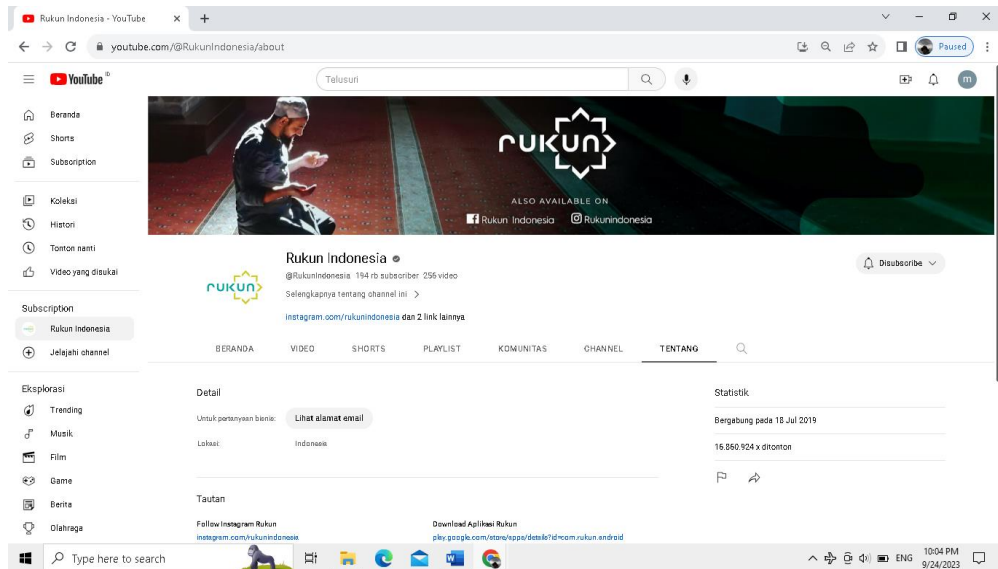 Rukun Indonesia - YouTube
youtube.com/@RukunIndonesia/about
Paused
YouTube ID
Telusuri
m
Beranda
Shorts
Subscription
Koleksi
Histori
Tonton nanti
Video yang disukai
Subscription
Rukun Indonesia
Jelajahi channel
Eksplorasi
Trending
Musik
Film
Game
Berita
Olahraga
rukun
ALSO AVAILABLE ON
Rukun Indonesia Rukunindonesia
rukun
Rukun Indonesia
@RukunIndonesia 194 rb subscriber 256 video
Selengkapnya tentang channel ini >
instagram.com/rukunindonesia dan 2 link lainnya
Disubscribe
BERANDA VIDEO SHORTS PLAYLIST KOMUNITAS CHANNEL TENTANG
Detail
Untuk pertanyaan bisnis: Lihat alamat email
Lokasi: Indonesia
Statistik
Bergabung pada 18 Jul 2019
16.860.924 x ditonton
Tautan
Follow Instagram Rukun
instagram.com/rukunindonesia
Download Aplikasi Rukun
play.google.com/store/apps/details?id=com.rukun.android
Type here to search
ENG
10:04 PM
9/24/2023